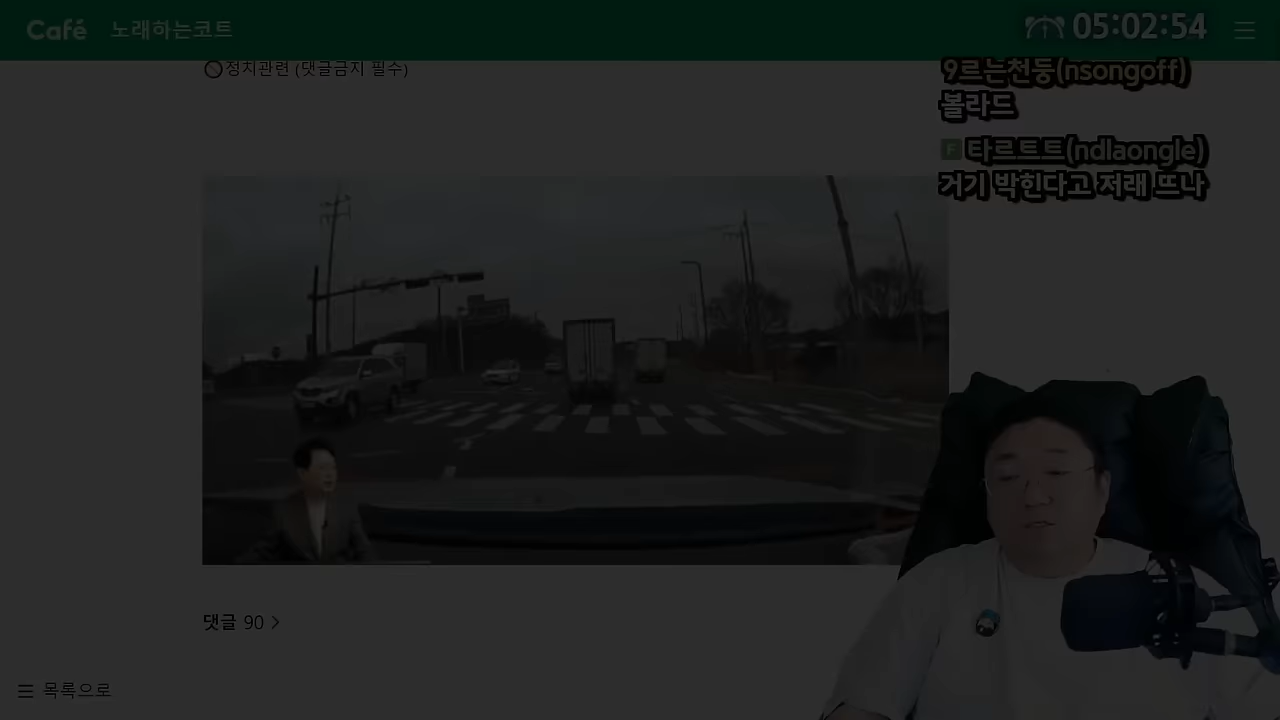 Café 노래하는코트
05:02:54
🚫정치관련 (댓글금지 필수)
9르는천둥(nsongoff)
볼라드
F 타르트트(ndlaongle)
거기 박힌다고 저래 뜨나
댓글 90 >
목록으로